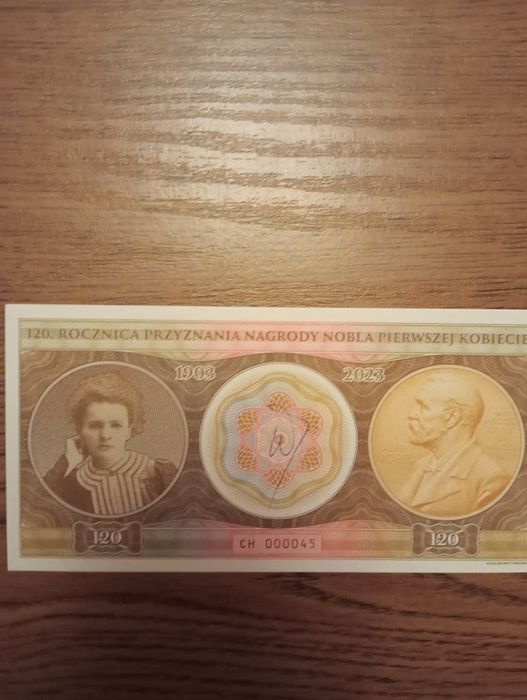 120. ROCZNICA PRZYZNANIA NAGRODY NOBLA PIERWSZEJ KOBIECIE
1903 2023
120 CH 000045 120